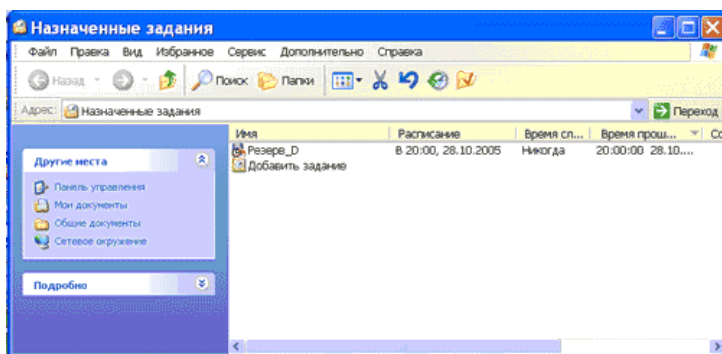 Назначенные задания
Файл Правка Вид Избранное Сервис Дополнительно Справка
Назад Поиск Папки
Адрес: Назначенные задания Переход
Имя Расписание Время сл... Время прош... Со
Резерв_D В 20:00, 28.10.2005 Никогда 20:00:00 28.10....
Добавить задание
Другие места
Панель управления
Мои документы
Общие документы
Сетевое окружение
Подробно